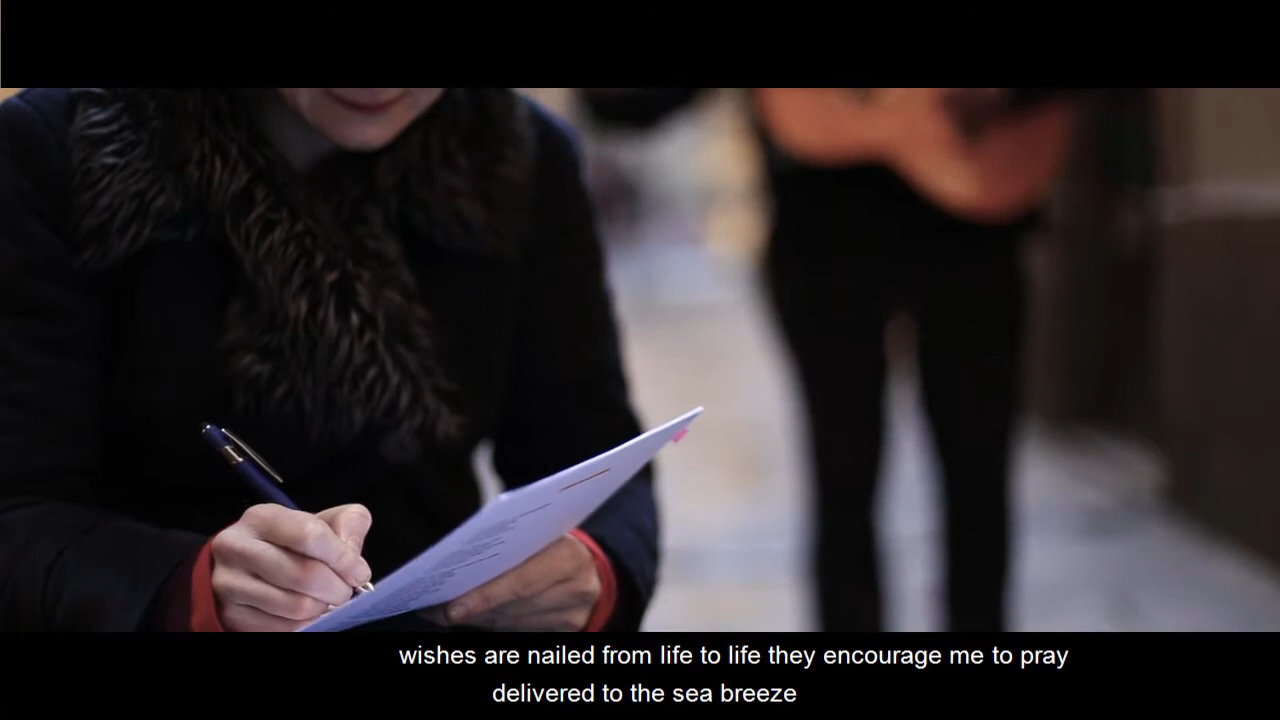 wishes are nailed from life to life they encourage me to pray
delivered to the sea breeze